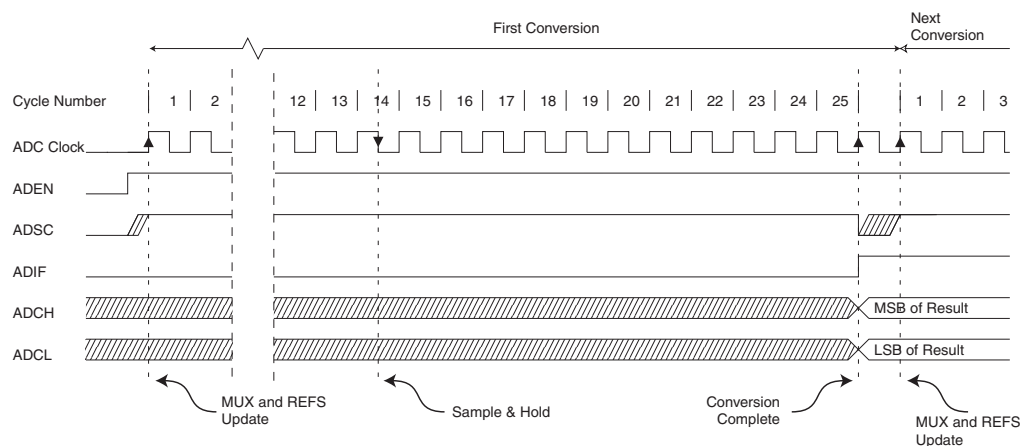 First Conversion
Next
Conversion
Cycle Number 1 2 12 13 14 15 16 17 18 19 20 21 22 23 24 25 1 2 3
ADC Clock
ADEN
ADSC
ADIF
ADCH MSB of Result
ADCL LSB of Result
MUX and REFS
Update
Sample & Hold
Conversion
Complete
MUX and REFS
Update